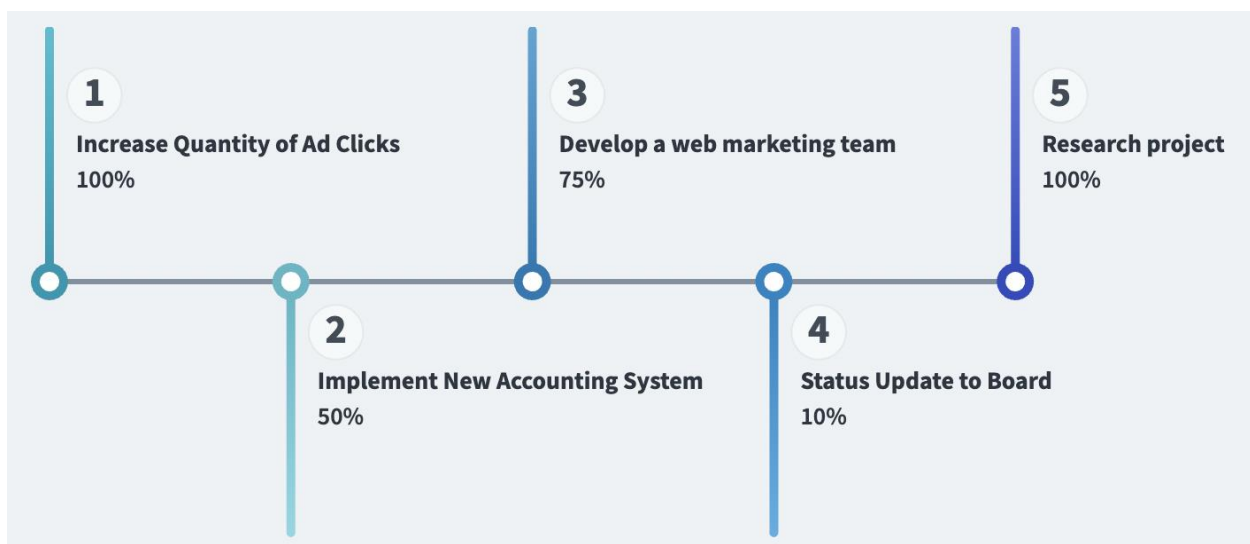 1
Increase Quantity of Ad Clicks
100%
2
Implement New Accounting System
50%
3
Develop a web marketing team
75%
4
Status Update to Board
10%
5
Research project
100%